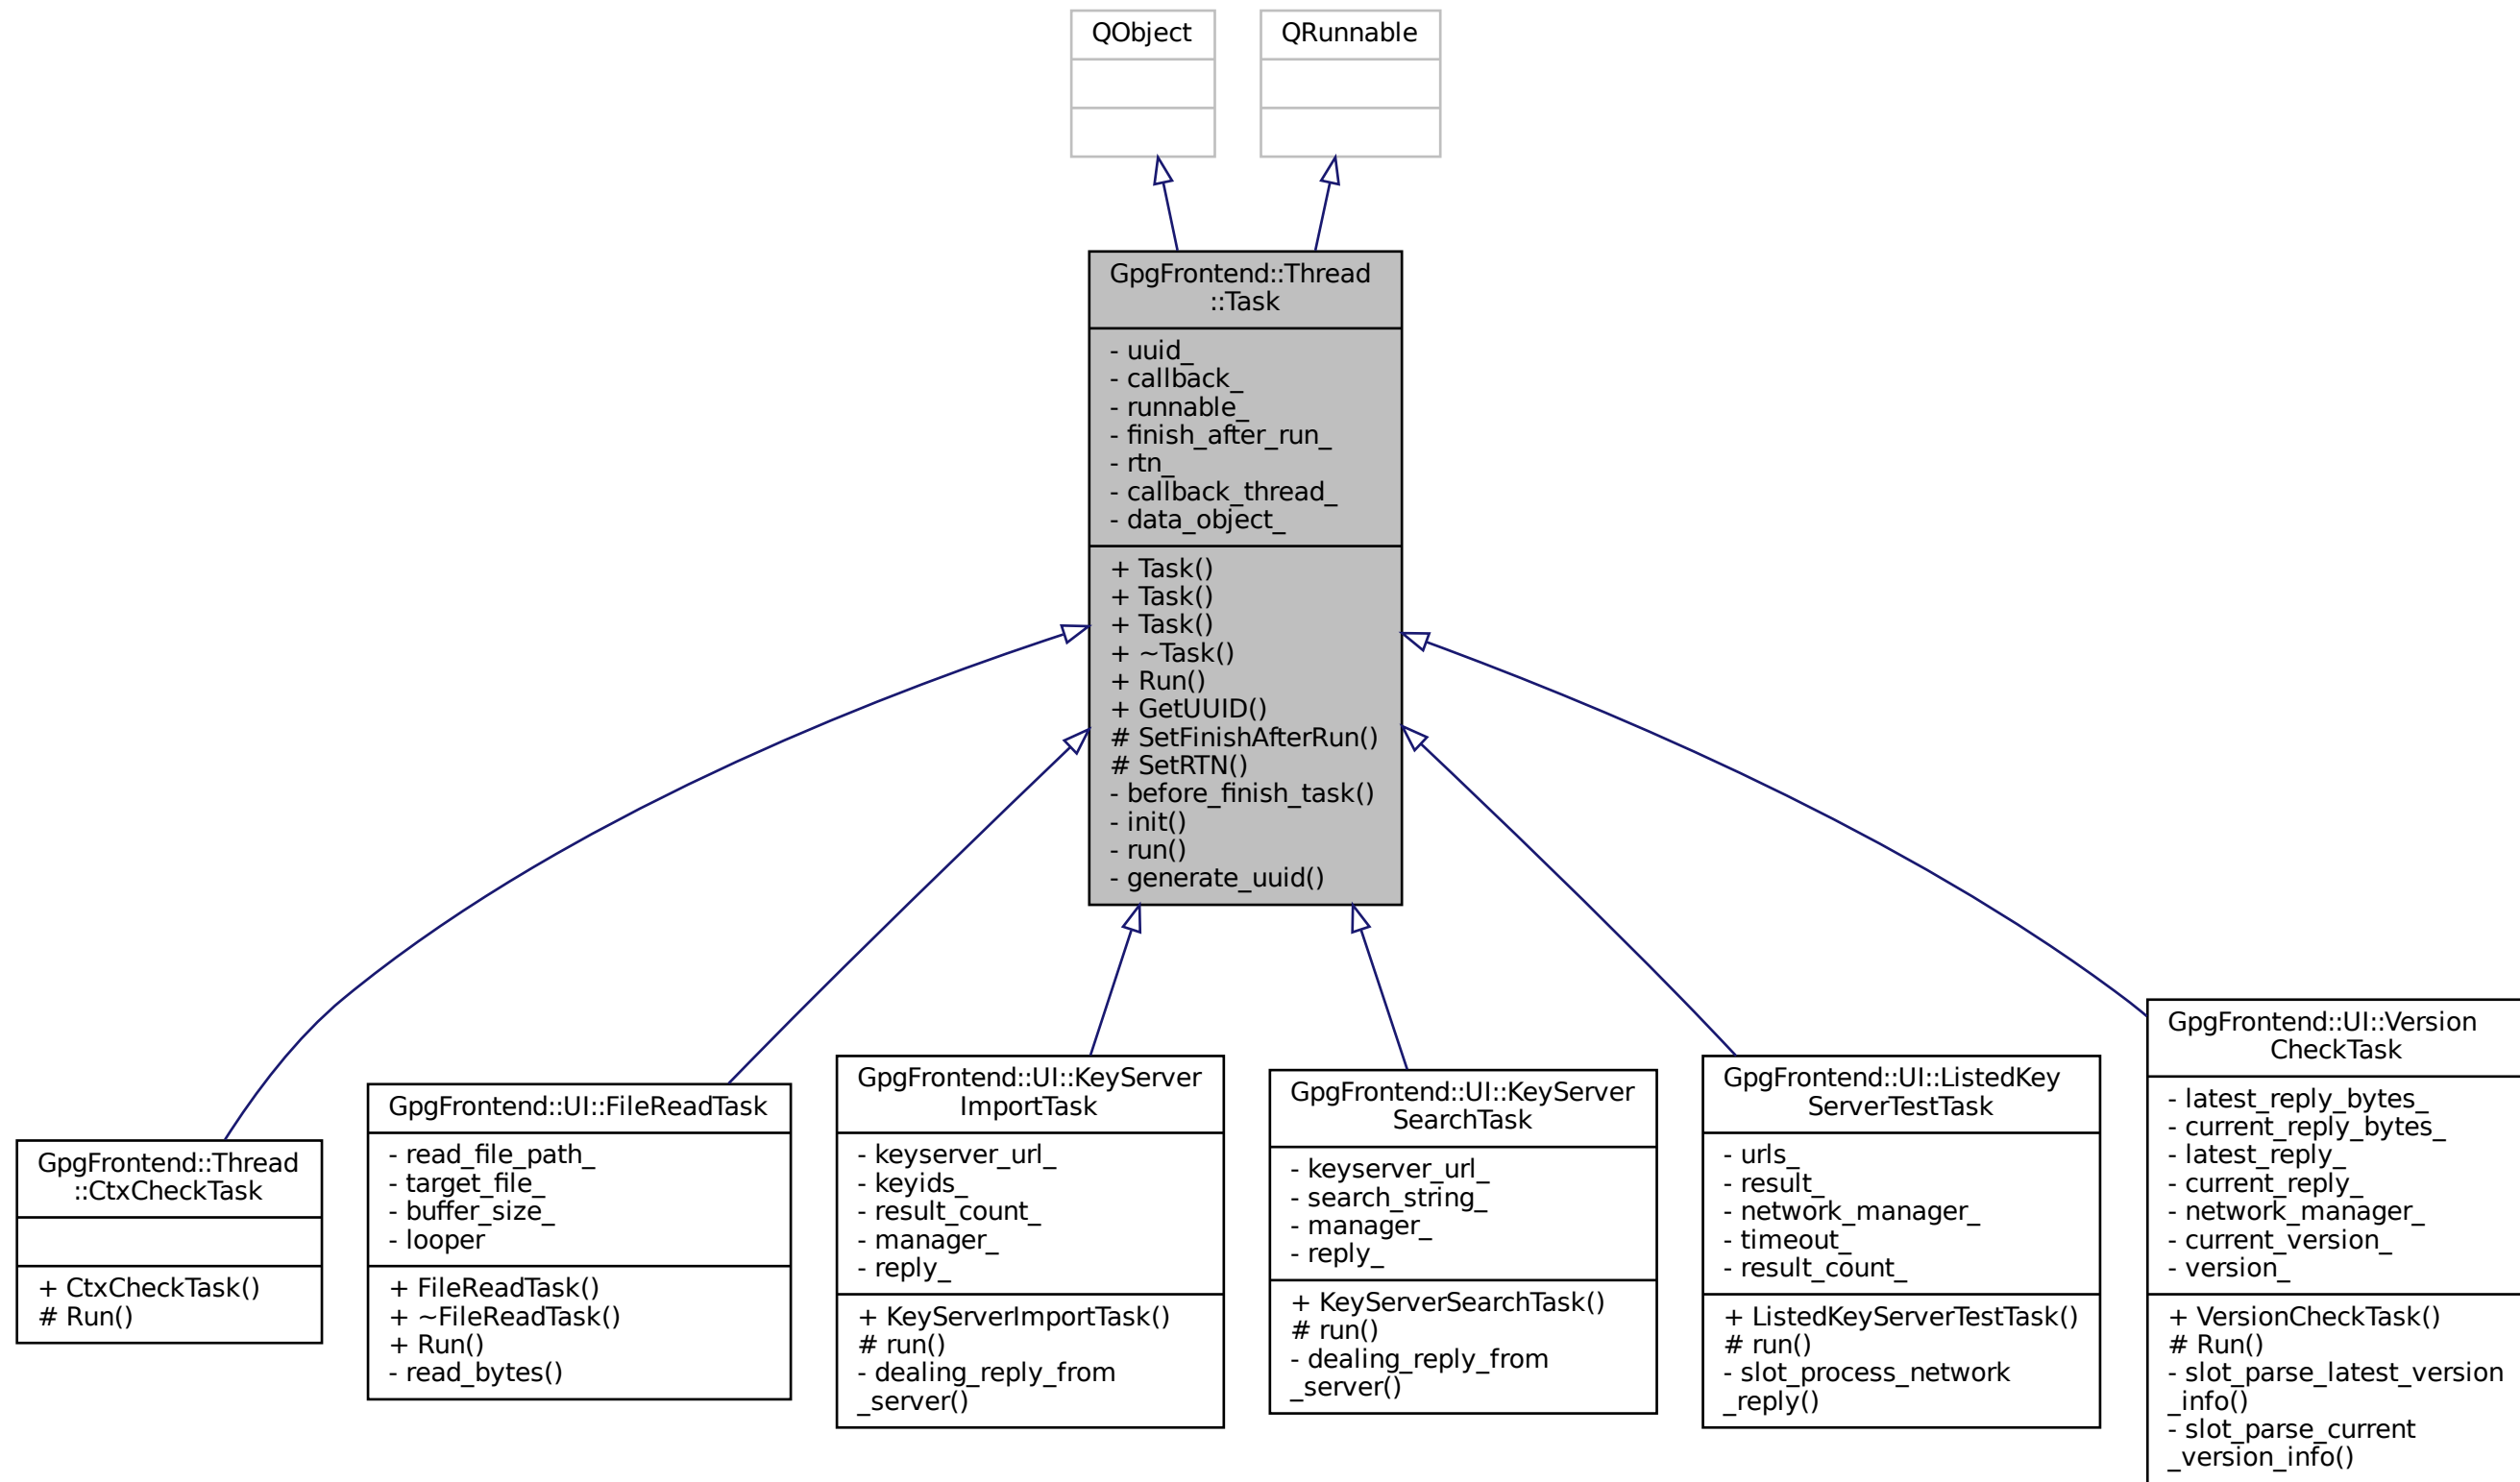 QObject
QRunnable
GpgFrontend::Thread
::Task
- uuid_
- callback_
- runnable_
- finish_after_run_
- rtn_
- callback_thread_
- data_object_
+ Task()
+ Task()
+ Task()
+ ~Task()
+ Run()
+ GetUUID()
# SetFinishAfterRun()
# SetRTN()
- before_finish_task()
- init()
- run()
- generate_uuid()
GpgFrontend::Thread
::CtxCheckTask
+ CtxCheckTask()
# Run()
GpgFrontend::UI::FileReadTask
- read_file_path_
- target_file_
- buffer_size_
- looper
+ FileReadTask()
+ ~FileReadTask()
+ Run()
- read_bytes()
GpgFrontend::UI::KeyServer
ImportTask
- keyserver_url_
- keyids_
- result_count_
- manager_
- reply_
+ KeyServerImportTask()
# run()
- dealing_reply_from
_server()
GpgFrontend::UI::KeyServer
SearchTask
- keyserver_url_
- search_string_
- manager_
- reply_
+ KeyServerSearchTask()
# run()
- dealing_reply_from
_server()
GpgFrontend::UI::ListedKey
ServerTestTask
- urls_
- result_
- network_manager_
- timeout_
- result_count_
+ ListedKeyServerTestTask()
# run()
- slot_process_network
_reply()
GpgFrontend::UI::Version
CheckTask
- latest_reply_bytes_
- current_reply_bytes_
- latest_reply_
- current_reply_
- network_manager_
- current_version_
- version_
+ VersionCheckTask()
# Run()
- slot_parse_latest_version
_info()
- slot_parse_current
_version_info()